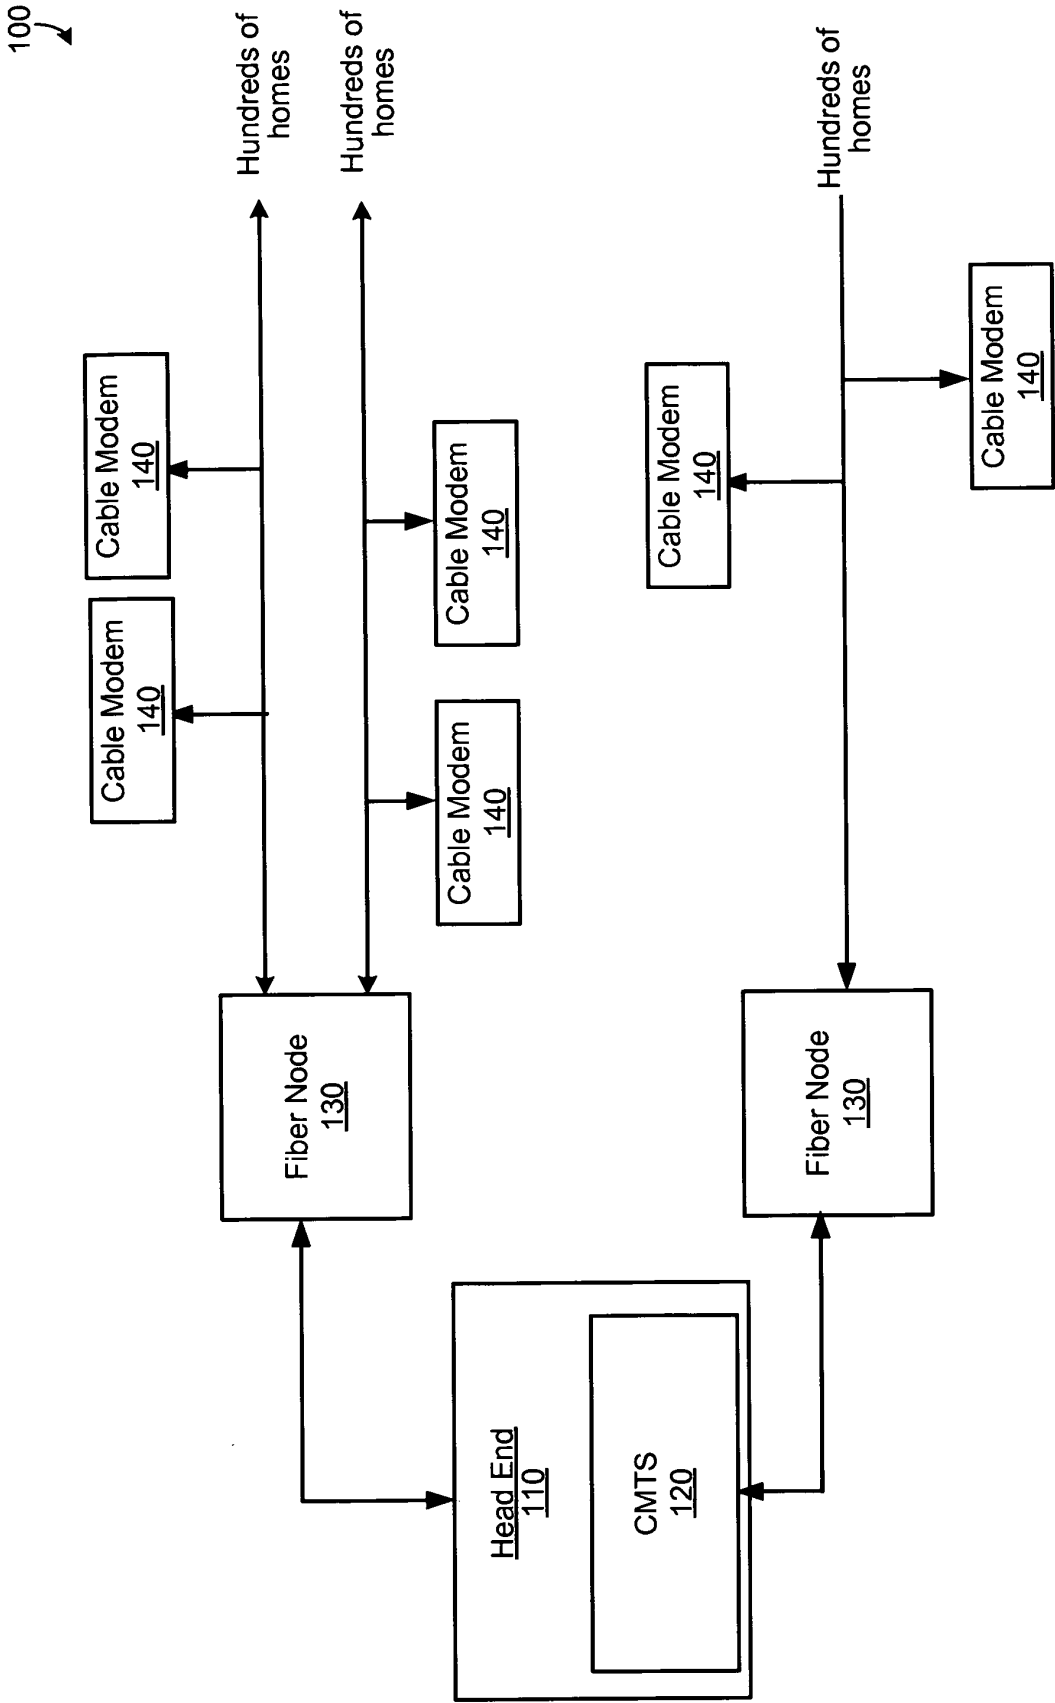 100
Hundreds of
homes
Hundreds of
homes
Cable Modem
140
Cable Modem
140
Cable Modem
140
Cable Modem
140
Fiber Node
130
Head End
110
CMTS
120
Fiber Node
130
Cable Modem
140
Cable Modem
140
Hundreds of
homes